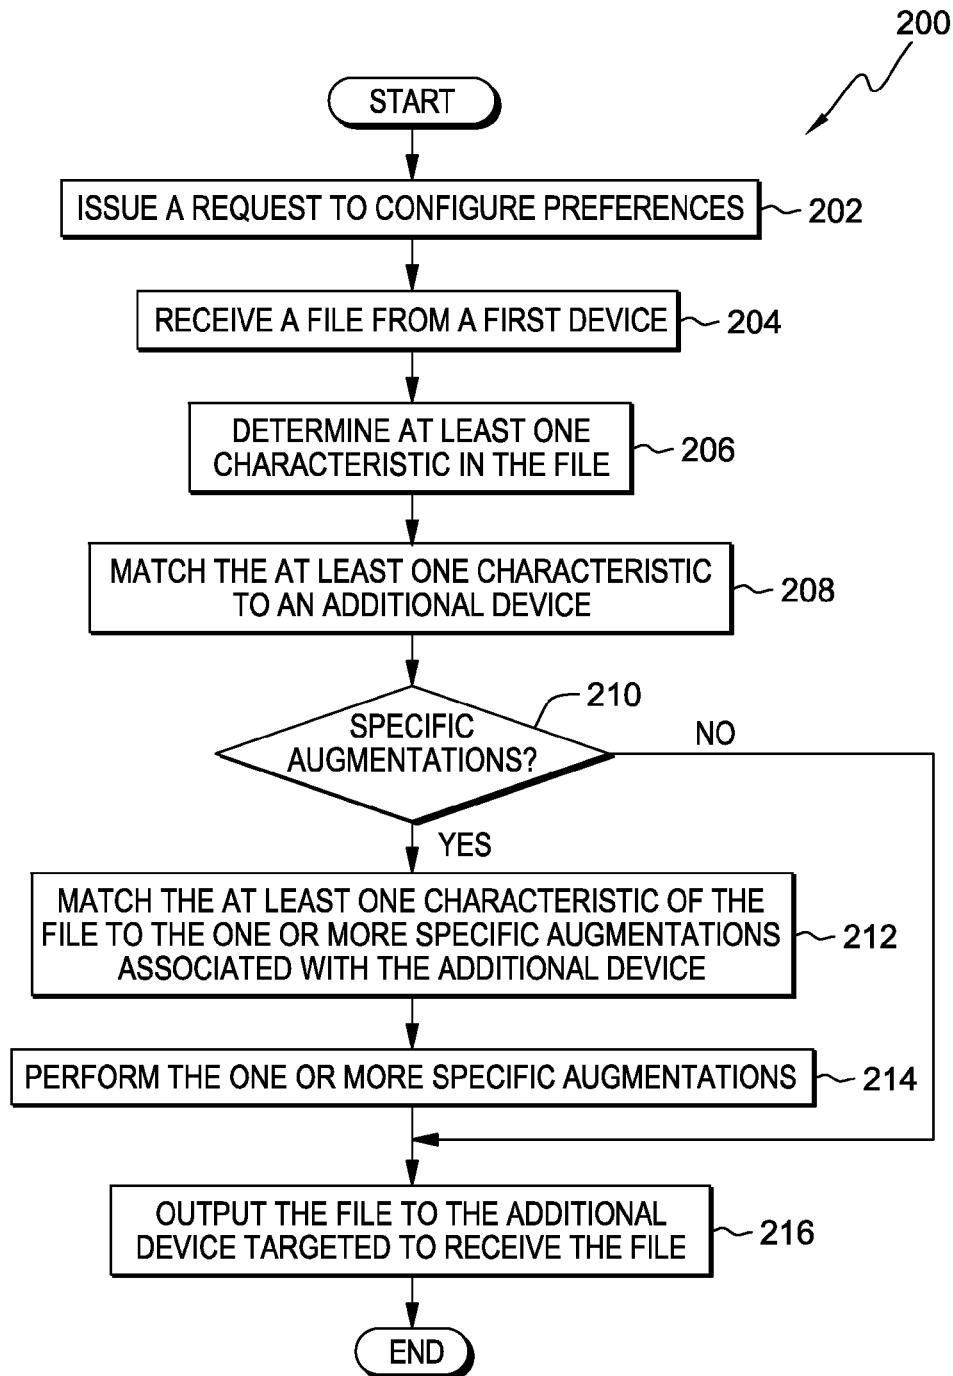 200
START
ISSUE A REQUEST TO CONFIGURE PREFERENCES
202
RECEIVE A FILE FROM A FIRST DEVICE
204
DETERMINE AT LEAST ONE
CHARACTERISTIC IN THE FILE
206
MATCH THE AT LEAST ONE CHARACTERISTIC
TO AN ADDITIONAL DEVICE
208
210
SPECIFIC
AUGMENTATIONS?
NO
YES
MATCH THE AT LEAST ONE CHARACTERISTIC OF THE
FILE TO THE ONE OR MORE SPECIFIC AUGMENTATIONS
ASSOCIATED WITH THE ADDITIONAL DEVICE
212
PERFORM THE ONE OR MORE SPECIFIC AUGMENTATIONS
214
OUTPUT THE FILE TO THE ADDITIONAL
DEVICE TARGETED TO RECEIVE THE FILE
216
END